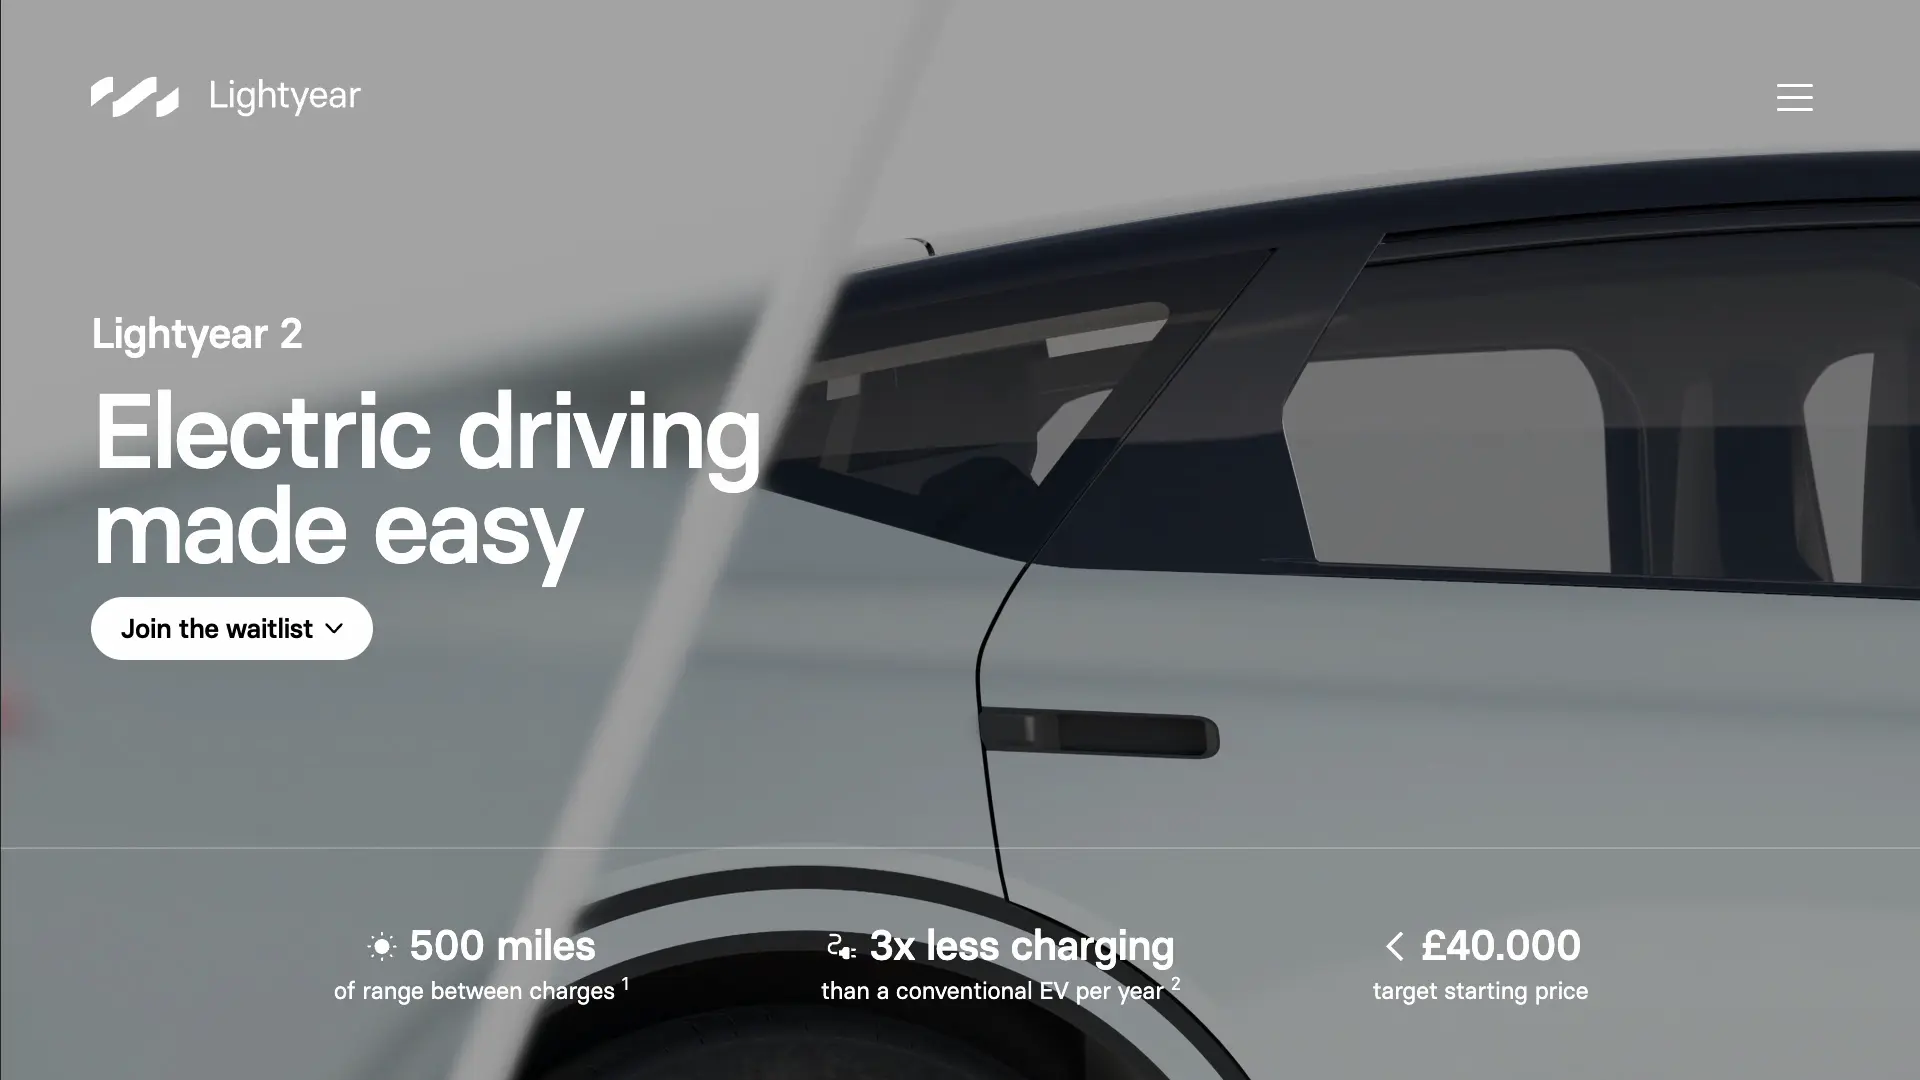 Lightyear
Lightyear 2
Electric driving
made easy
Join the waitlist
500 miles
of range between charges 1
3x less charging
than a conventional EV per year 2
< £40.000
target starting price